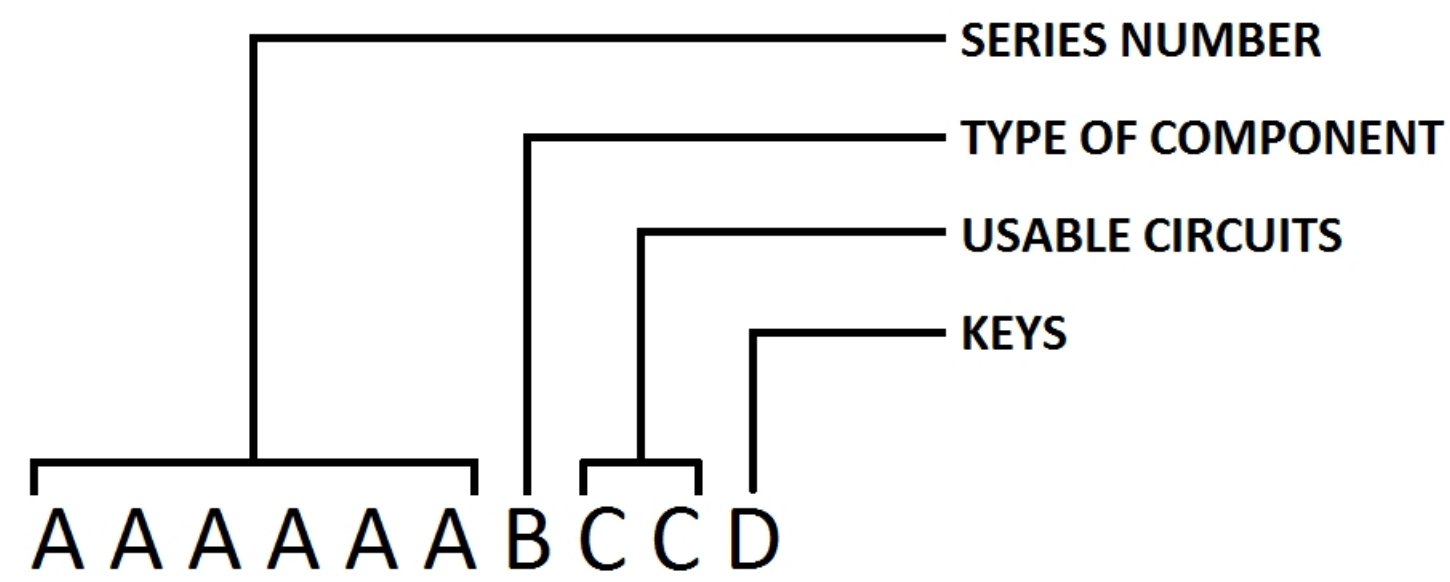 SERIES NUMBER
TYPE OF COMPONENT
USABLE CIRCUITS
KEYS
A A A A A A B C C D